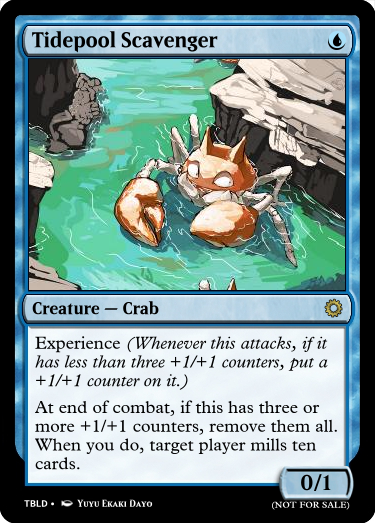 Tidepool Scavenger
Creature — Crab
Experience (Whenever this attacks, if it
has less than three +1/+1 counters, put a
+1/+1 counter on it.)
At end of combat, if this has three or
more +1/+1 counters, remove them all.
When you do, target player mills ten
cards.
0/1
TBLD • Yuyu Ekaki Dayo
(NOT FOR SALE)